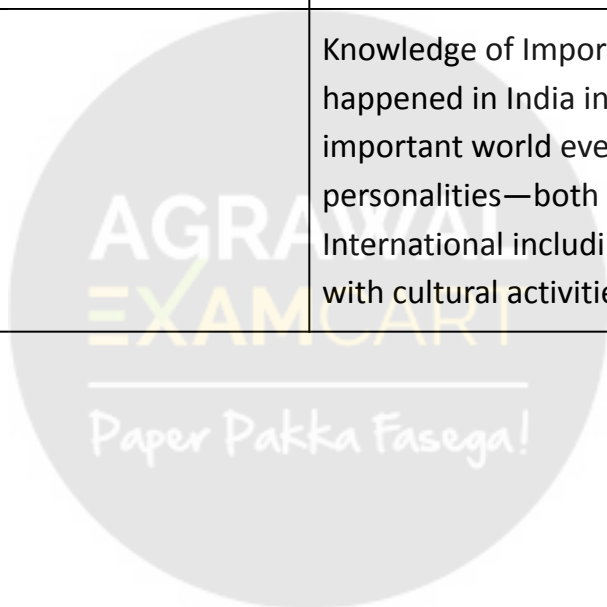 Knowledge of Impor
happened in India in
important world eve
personalities—both
International includi
with cultural activitie
AGRAWAL
EXAMCART
Paper Pakka Fasega!